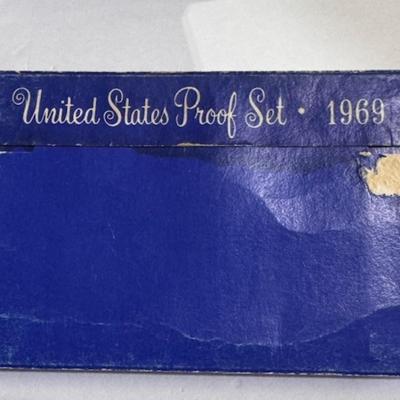 United States Proof Set • 1969